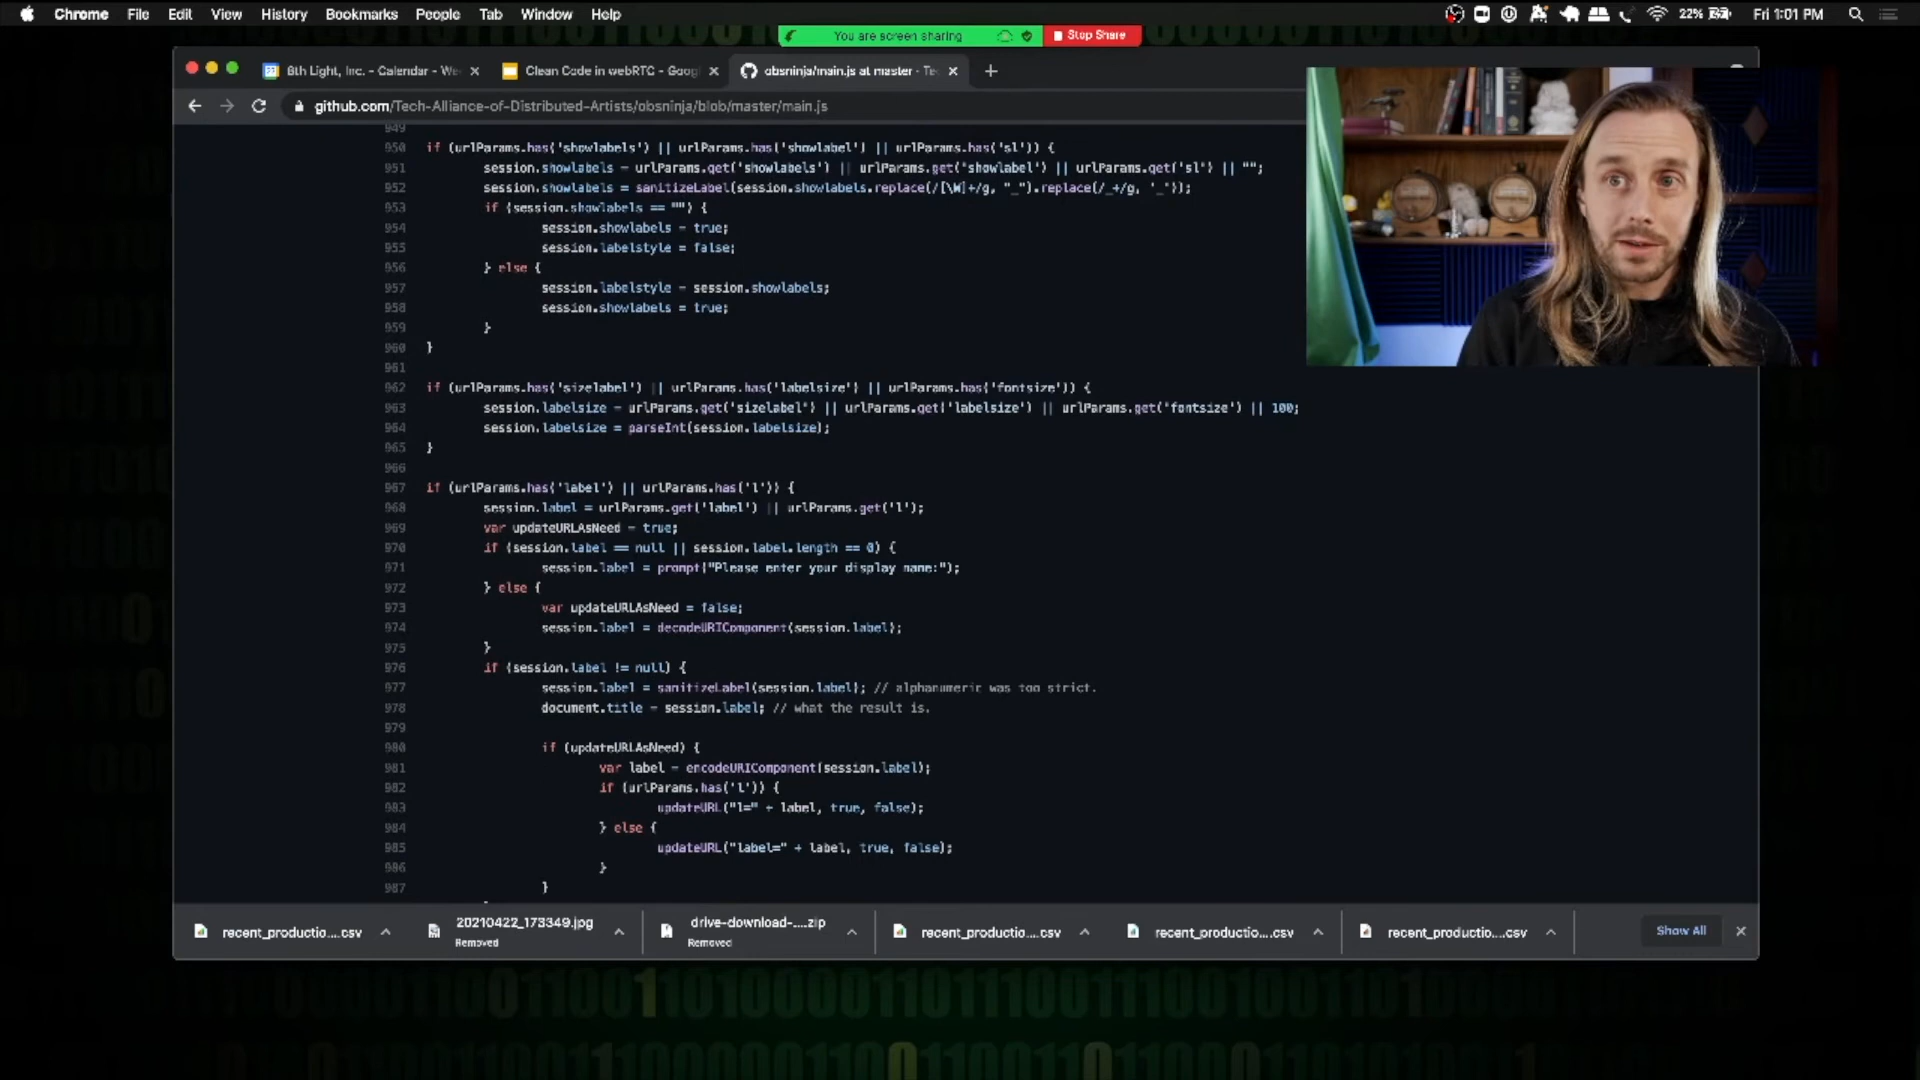 Chrome File Edit View History Bookmarks People Tab Window Help
22% Fri 1:01 PM
You are screen sharing Stop Share
8th Light, Inc. - Calendar - We
Clean Code in webRTC - Goog
obsninja/main.js at master · Tec
github.com/Tech-Alliance-of-Distributed-Artists/obsninja/blob/master/main.js
949
950 if (urlParams.has('showlabels') || urlParams.has('showlabel') || urlParams.has('sl')) {
951 session.showlabels = urlParams.get('showlabels') || urlParams.get('showlabel') || urlParams.get('sl') || "";
952 session.showlabels = sanitizeLabel(session.showlabels.replace(/[\W]+/g, "_").replace(/_+/g, '_'));
953 if (session.showlabels == "") {
954 session.showlabels = true;
955 session.labelstyle = false;
956 } else {
957 session.labelstyle = session.showlabels;
958 session.showlabels = true;
959 }
960 }
961
962 if (urlParams.has('sizelabel') || urlParams.has('labelsize') || urlParams.has('fontsize')) {
963 session.labelsize = urlParams.get('sizelabel') || urlParams.get('labelsize') || urlParams.get('fontsize') || 100;
964 session.labelsize = parseInt(session.labelsize);
965 }
966
967 if (urlParams.has('label') || urlParams.has('l')) {
968 session.label = urlParams.get('label') || urlParams.get('l');
969 var updateURLAsNeed = true;
970 if (session.label == null || session.label.length == 0) {
971 session.label = prompt("Please enter your display name:");
972 } else {
973 var updateURLAsNeed = false;
974 session.label = decodeURIComponent(session.label);
975 }
976 if (session.label != null) {
977 session.label = sanitizeLabel(session.label); // alphanumeric was too strict.
978 document.title = session.label; // what the result is.
979
980 if (updateURLAsNeed) {
981 var label = encodeURIComponent(session.label);
982 if (urlParams.has('l')) {
983 updateURL("l=" + label, true, false);
984 } else {
985 updateURL("label=" + label, true, false);
986 }
987 }
recent_productio....csv
20210422_173349.jpg
Removed
drive-download-....zip
Removed
recent_productio....csv
recent_productio....csv
recent_productio....csv
Show All